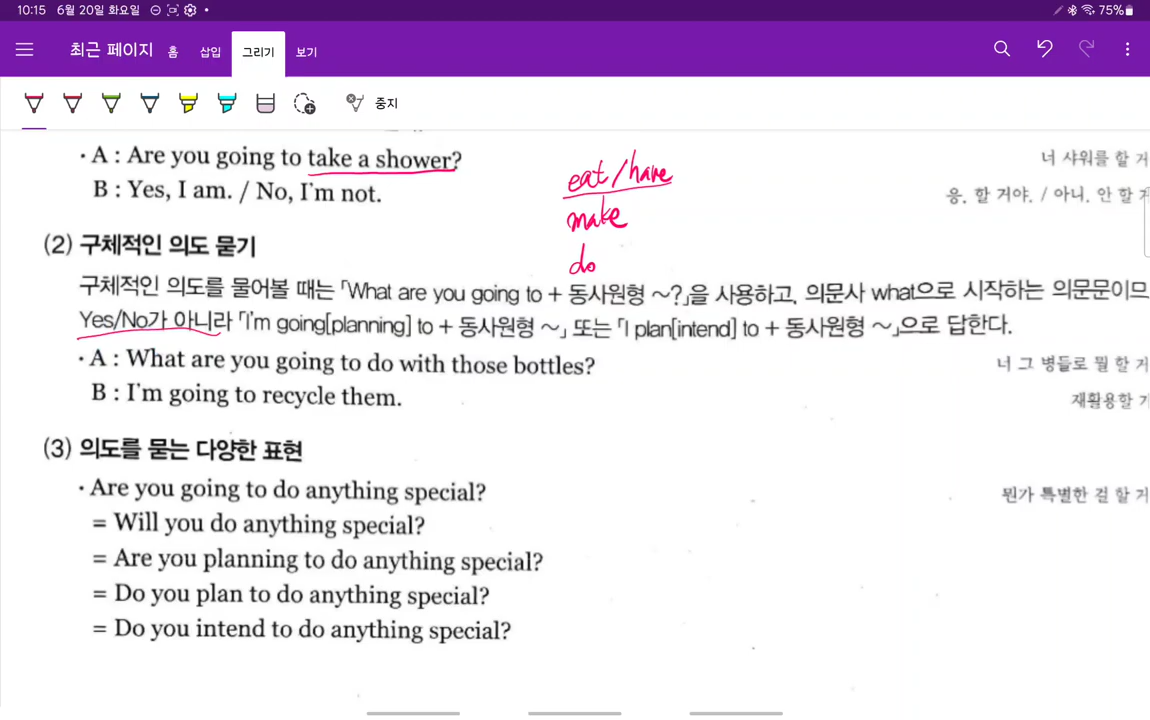 10:15 6월 20일 화요일 75%
최근 페이지 홈 삽입 그리기 보기
중지
· A : Are you going to take a shower?
너 샤워를 할 거
B : Yes, I am. / No, I'm not.
응. 할 거야. / 아니. 안 할 거
eat/have
make
do
(2) 구체적인 의도 묻기
구체적인 의도를 물어볼 때는 「What are you going to + 동사원형 ~?」을 사용하고, 의문사 what으로 시작하는 의문문이므
Yes/No가 아니라 「I'm going[planning] to + 동사원형 ~」 또는 「I plan[intend] to + 동사원형 ~」으로 답한다.
· A : What are you going to do with those bottles?
너 그 병들로 뭘 할 거
B : I'm going to recycle them.
재활용할 거
(3) 의도를 묻는 다양한 표현
· Are you going to do anything special?
뭔가 특별한 걸 할 거
= Will you do anything special?
= Are you planning to do anything special?
= Do you plan to do anything special?
= Do you intend to do anything special?